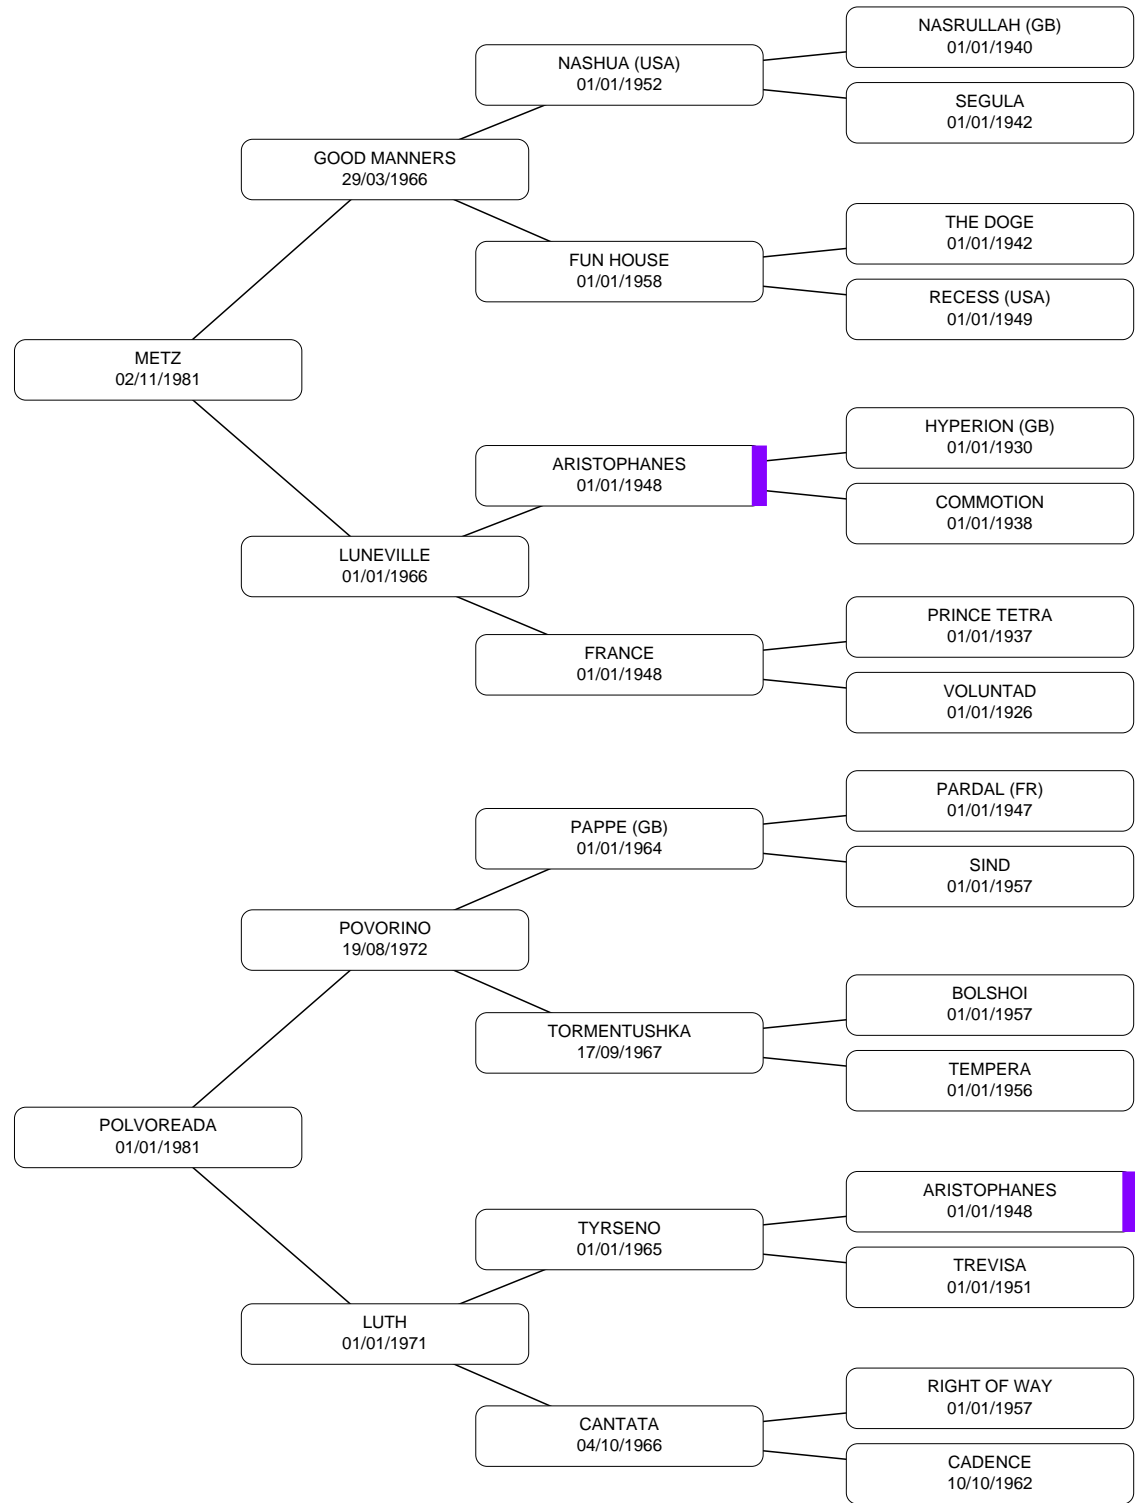 NASRULLAH (GB)
01/01/1940
NASHUA (USA)
01/01/1952
SEGULA
01/01/1942
GOOD MANNERS
29/03/1966
THE DOGE
01/01/1942
FUN HOUSE
01/01/1958
RECESS (USA)
01/01/1949
METZ
02/11/1981
HYPERION (GB)
01/01/1930
ARISTOPHANES
01/01/1948
COMMOTION
01/01/1938
LUNEVILLE
01/01/1966
PRINCE TETRA
01/01/1937
FRANCE
01/01/1948
VOLUNTAD
01/01/1926
PARDAL (FR)
01/01/1947
PAPPE (GB)
01/01/1964
SIND
01/01/1957
POVORINO
19/08/1972
BOLSHOI
01/01/1957
TORMENTUSHKA
17/09/1967
TEMPERA
01/01/1956
POLVOREADA
01/01/1981
ARISTOPHANES
01/01/1948
TYRSENO
01/01/1965
TREVISA
01/01/1951
LUTH
01/01/1971
RIGHT OF WAY
01/01/1957
CANTATA
04/10/1966
CADENCE
10/10/1962